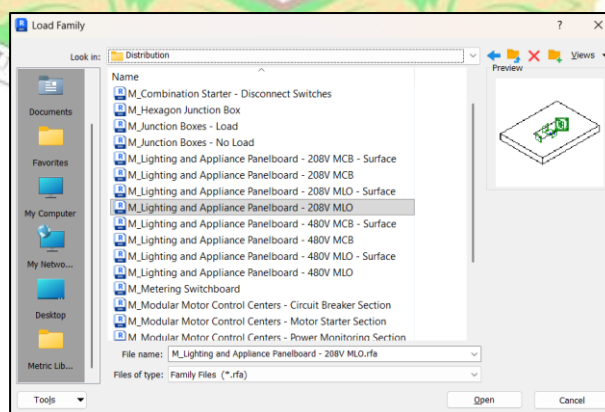 Load Family
? ×
Look in: Distribution
Views
Preview
Name
M_Combination Starter - Disconnect Switches
M_Hexagon Junction Box
M_Junction Boxes - Load
M_Junction Boxes - No Load
M_Lighting and Appliance Panelboard - 208V MCB - Surface
M_Lighting and Appliance Panelboard - 208V MCB
M_Lighting and Appliance Panelboard - 208V MLO - Surface
M_Lighting and Appliance Panelboard - 208V MLO
M_Lighting and Appliance Panelboard - 480V MCB - Surface
M_Lighting and Appliance Panelboard - 480V MCB
M_Lighting and Appliance Panelboard - 480V MLO - Surface
M_Lighting and Appliance Panelboard - 480V MLO
M_Metering Switchboard
M_Modular Motor Control Centers - Circuit Breaker Section
M_Modular Motor Control Centers - Motor Starter Section
M_Modular Motor Control Centers - Power Monitoring Section
Documents
Favorites
My Computer
My Netwo...
Desktop
Metric Lib...
File name: M_Lighting and Appliance Panelboard - 208V MLO.rfa
Files of type: Family Files (*.rfa)
Tools
Open
Cancel